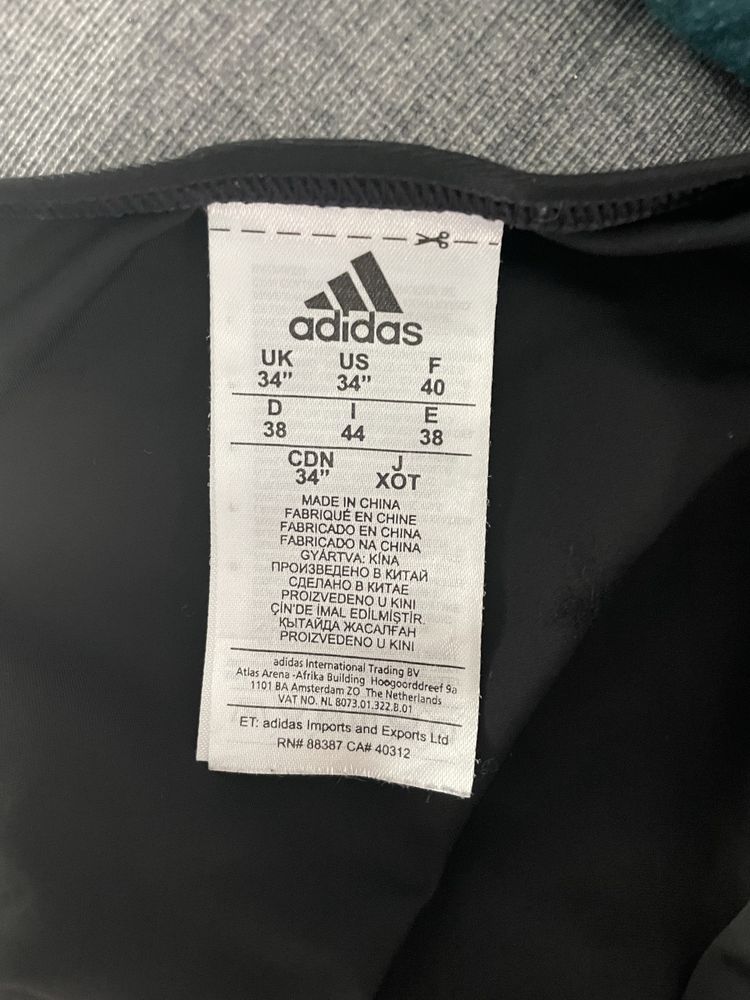 adidas
UK US F
34" 34" 40
D I E
38 44 38
CDN J
34" XOT
MADE IN CHINA
FABRIQUÉ EN CHINE
FABRICADO EN CHINA
FABRICADO NA CHINA
GYÁRTVA: KÍNA
ПРОИЗВЕДЕНО В КИТАЙ
СДЕЛАНО В КИТАЕ
PROIZVEDENO U KINI
ÇİN'DE İMAL EDİLMİŞTİR.
ҚЫТАЙДА ЖАСАЛҒАН
PROIZVEDENO U KINI
adidas International Trading BV
Atlas Arena -Afrika Building Hoogoorddreef 9a
1101 BA Amsterdam ZO The Netherlands
VAT NO. NL 8073.01.322.B.01
ET: adidas Imports and Exports Ltd
RN# 88387 CA# 40312